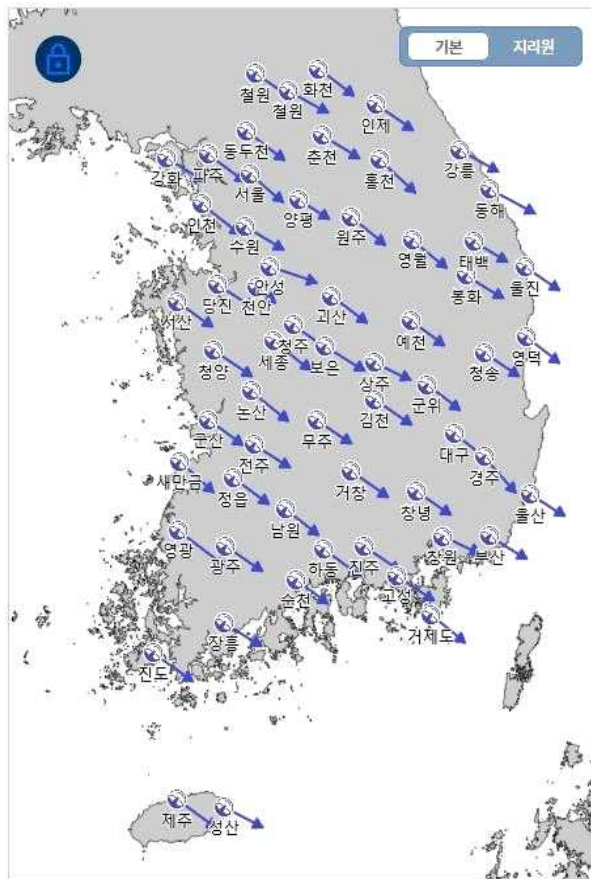 기본
지리원
철원
화천
철원
인제
동두천
춘천
강릉
강화
파주
서울
홍천
동해
인천
양평
수원
원주
영월
태백
울진
안성
봉화
당진
천안
괴산
서산
청주
예천
영덕
세종
보은
청양
상주
청송
군위
논산
김천
군산
무주
대구
전주
경주
새만금
정읍
거창
창녕
울산
남원
영광
광주
하동
진주
창원
부산
순천
고성
거제도
장흥
진도
제주
성산